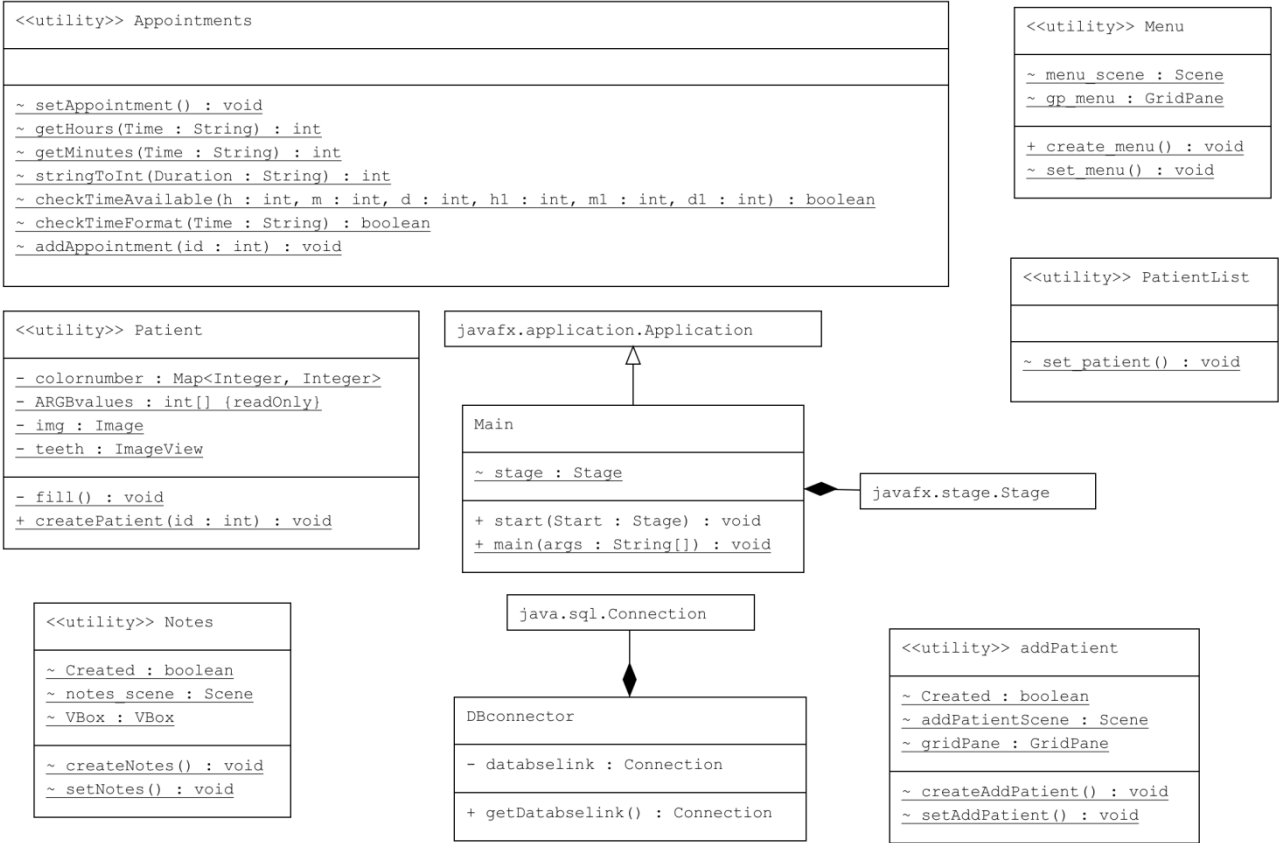 <<utility>> Appointments
~ setAppointment() : void
~ getHours(Time : String) : int
~ getMinutes(Time : String) : int
~ stringToInt(Duration : String) : int
~ checkTimeAvailable(h : int, m : int, d : int, h1 : int, m1 : int, d1 : int) : boolean
~ checkTimeFormat(Time : String) : boolean
~ addAppointment(id : int) : void
<<utility>> Menu
~ menu_scene : Scene
~ gp_menu : GridPane
+ create_menu() : void
~ set_menu() : void
<<utility>> PatientList
~ set_patient() : void
<<utility>> Patient
- colornumber : Map<Integer, Integer>
- ARGBvalues : int[] {readOnly}
- img : Image
- teeth : ImageView
- fill() : void
+ createPatient(id : int) : void
javafx.application.Application
Main
~ stage : Stage
+ start(Start : Stage) : void
+ main(args : String[]) : void
javafx.stage.Stage
<<utility>> Notes
~ Created : boolean
~ notes_scene : Scene
~ VBox : VBox
~ createNotes() : void
~ setNotes() : void
java.sql.Connection
DBconnector
- databselink : Connection
+ getDatabselink() : Connection
<<utility>> addPatient
~ Created : boolean
~ addPatientScene : Scene
~ gridPane : GridPane
~ createAddPatient() : void
~ setAddPatient() : void